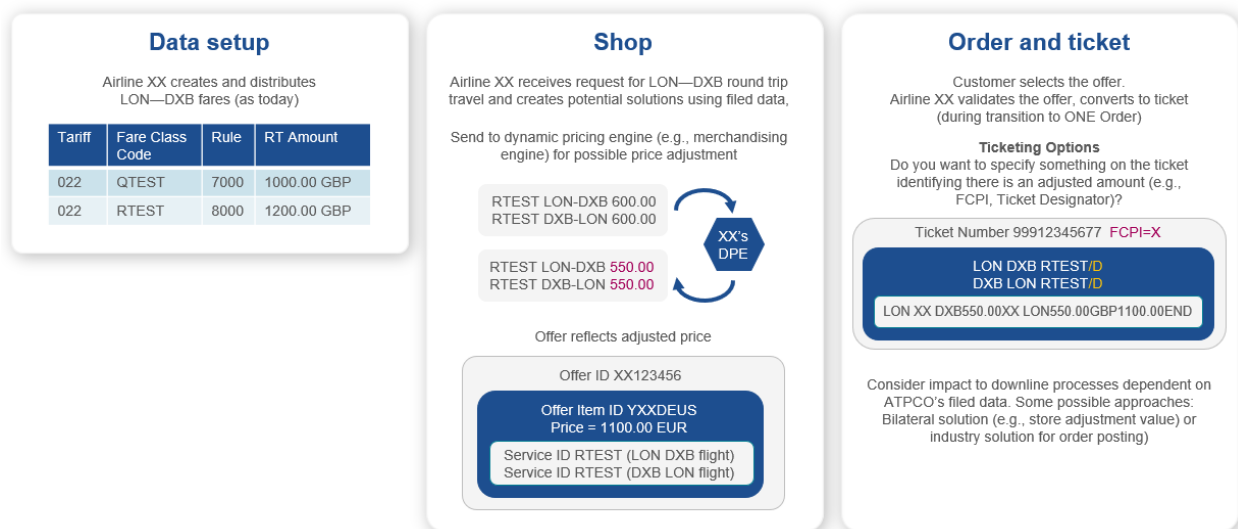 Data setup
Airline XX creates and distributes
LON—DXB fares (as today)
Tariff Fare Class Code Rule RT Amount
022 QTEST 7000 1000.00 GBP
022 RTEST 8000 1200.00 GBP
Shop
Airline XX receives request for LON—DXB round trip
travel and creates potential solutions using filed data,
Send to dynamic pricing engine (e.g., merchandising
engine) for possible price adjustment
RTEST LON-DXB 600.00
RTEST DXB-LON 600.00
XX's
DPE
RTEST LON-DXB 550.00
RTEST DXB-LON 550.00
Offer reflects adjusted price
Offer ID XX123456
Offer Item ID YXXDEUS
Price = 1100.00 EUR
Service ID RTEST (LON DXB flight)
Service ID RTEST (DXB LON flight)
Order and ticket
Customer selects the offer.
Airline XX validates the offer, converts to ticket
(during transition to ONE Order)
Ticketing Options
Do you want to specify something on the ticket
identifying there is an adjusted amount (e.g.,
FCPI, Ticket Designator)?
Ticket Number 99912345677 FCPI=X
LON DXB RTEST/D
DXB LON RTEST/D
LON XX DXB550.00XX LON550.00GBP1100.00END
Consider impact to downline processes dependent on
ATPCO's filed data. Some possible approaches:
Bilateral solution (e.g., store adjustment value) or
industry solution for order posting)